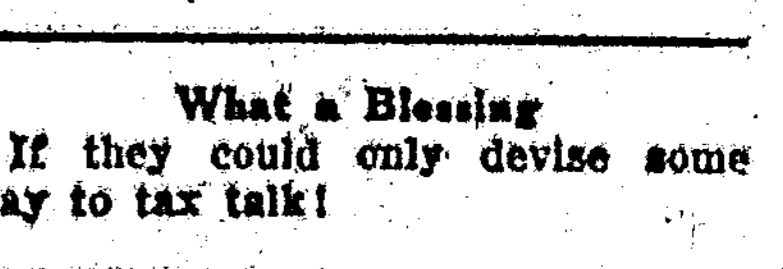 What a Blessing
If they could only devise some
ay to tax talk!